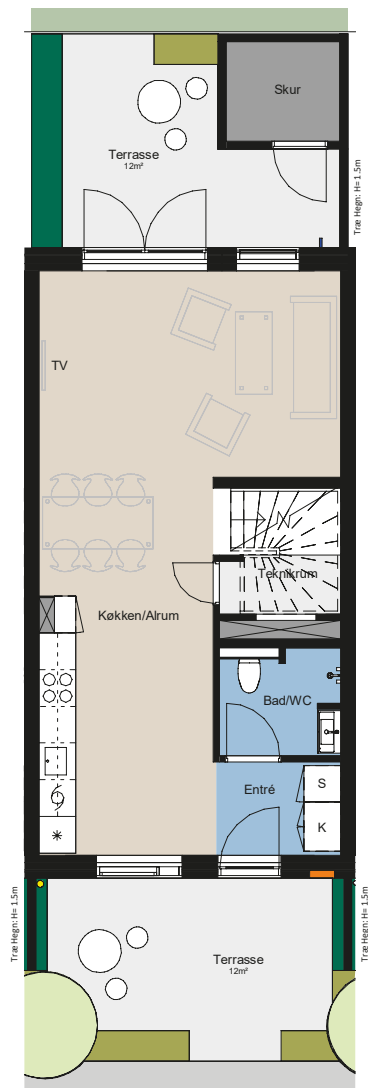 Skur
Terrasse
12m²
Træ Hegn: H= 1.5m
TV
Teknikrum
Køkken/Alrum
Bad/WC
Entré
S
K
Træ Hegn: H= 1.5m
Træ Hegn: H= 1.5m
Terrasse
12m²